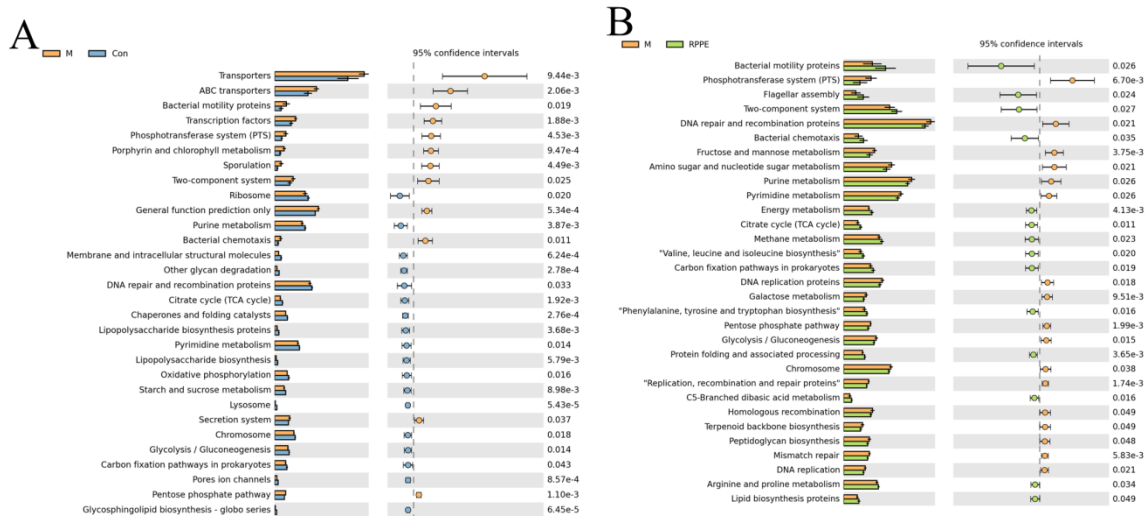 A
M Con
95% confidence intervals
Transporters 9.44e-3
ABC transporters 2.06e-3
Bacterial motility proteins 0.019
Transcription factors 1.88e-3
Phosphotransferase system (PTS) 4.53e-3
Porphyrin and chlorophyll metabolism 9.47e-4
Sporulation 4.49e-3
Two-component system 0.025
Ribosome 0.020
General function prediction only 5.34e-4
Purine metabolism 3.87e-3
Bacterial chemotaxis 0.011
Membrane and intracellular structural molecules 6.24e-4
Other glycan degradation 2.78e-4
DNA repair and recombination proteins 0.033
Citrate cycle (TCA cycle) 1.92e-3
Chaperones and folding catalysts 2.76e-4
Lipopolysaccharide biosynthesis proteins 3.68e-3
Pyrimidine metabolism 0.014
Lipopolysaccharide biosynthesis 5.79e-3
Oxidative phosphorylation 0.016
Starch and sucrose metabolism 8.98e-3
Lysosome 5.43e-5
Secretion system 0.037
Chromosome 0.018
Glycolysis / Gluconeogenesis 0.014
Carbon fixation pathways in prokaryotes 0.043
Pores ion channels 8.57e-4
Pentose phosphate pathway 1.10e-3
Glycosphingolipid biosynthesis - globo series 6.45e-5
B
M RPPE
95% confidence intervals
Bacterial motility proteins 0.026
Phosphotransferase system (PTS) 6.70e-3
Flagellar assembly 0.024
Two-component system 0.027
DNA repair and recombination proteins 0.021
Bacterial chemotaxis 0.035
Fructose and mannose metabolism 3.75e-3
Amino sugar and nucleotide sugar metabolism 0.021
Purine metabolism 0.026
Pyrimidine metabolism 0.026
Energy metabolism 4.13e-3
Citrate cycle (TCA cycle) 0.011
Methane metabolism 0.023
"Valine, leucine and isoleucine biosynthesis" 0.020
Carbon fixation pathways in prokaryotes 0.019
DNA replication proteins 0.018
Galactose metabolism 9.51e-3
"Phenylalanine, tyrosine and tryptophan biosynthesis" 0.016
Pentose phosphate pathway 1.99e-3
Glycolysis / Gluconeogenesis 0.015
Protein folding and associated processing 3.65e-3
Chromosome 0.038
"Replication, recombination and repair proteins" 1.74e-3
C5-Branched dibasic acid metabolism 0.016
Homologous recombination 0.049
Terpenoid backbone biosynthesis 0.049
Peptidoglycan biosynthesis 0.048
Mismatch repair 5.83e-3
DNA replication 0.021
Arginine and proline metabolism 0.034
Lipid biosynthesis proteins 0.049